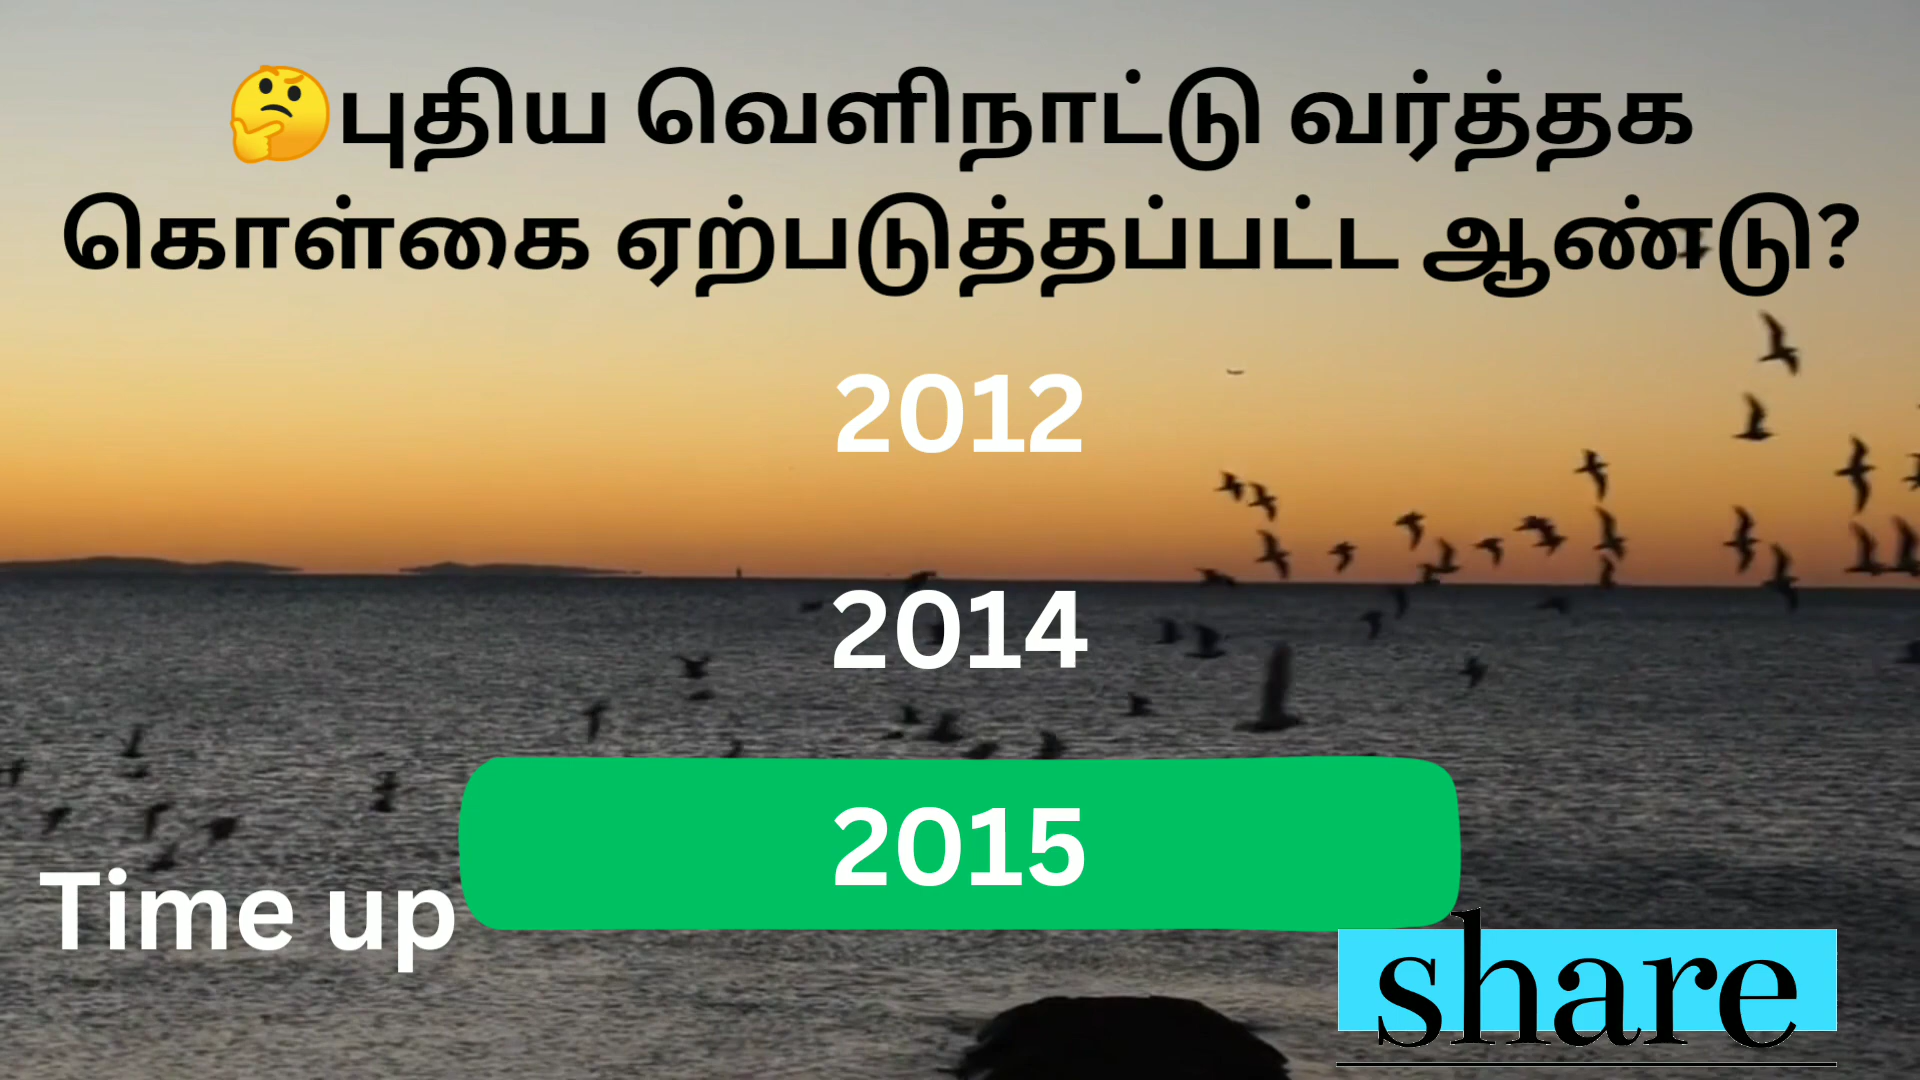 🤔புதிய வெளிநாட்டு வர்த்தக
கொள்கை ஏற்படுத்தப்பட்ட ஆண்டு?
2012
2014
2015
Time up
share